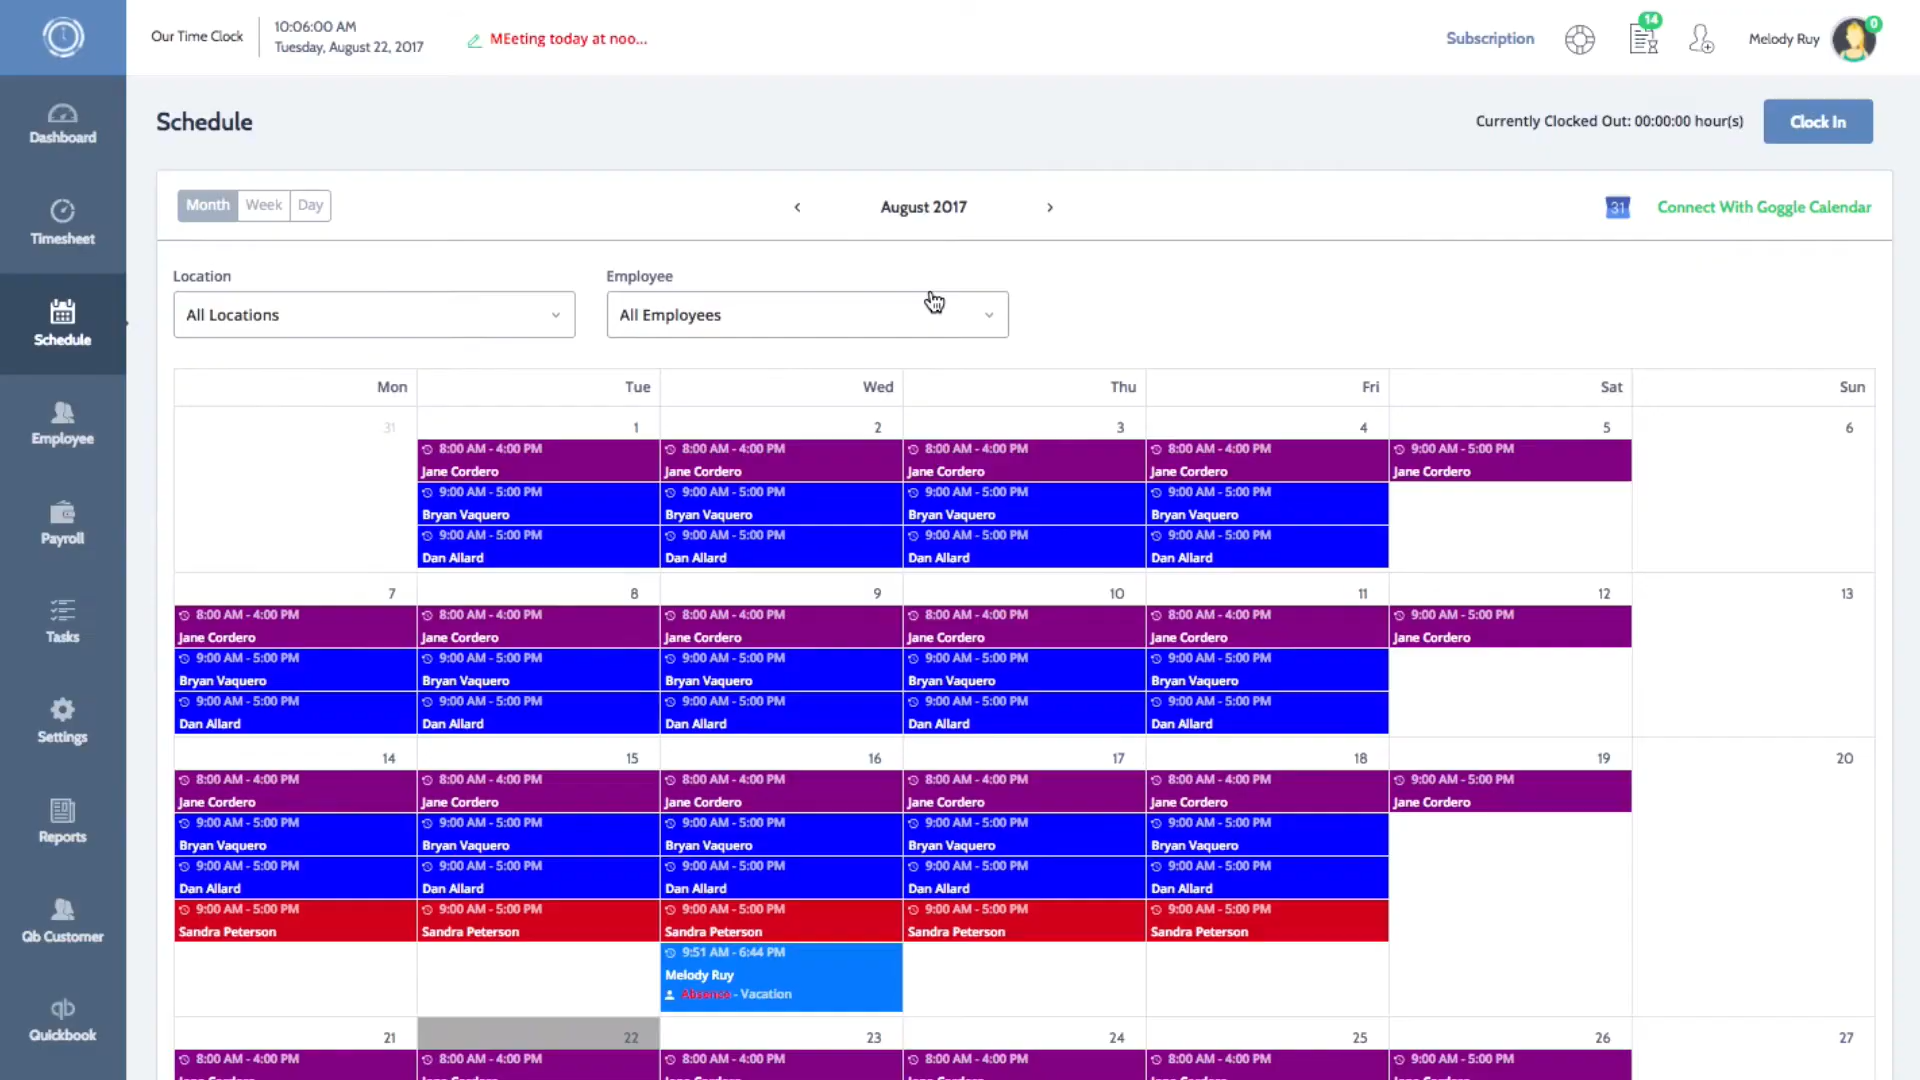 Our Time Clock
10:06:00 AM
Tuesday, August 22, 2017
MEeting today at noo...
Subscription
14
Melody Ruy
0
Dashboard
Timesheet
Schedule
Employee
Payroll
Tasks
Settings
Reports
Qb Customer
qb
Quickbook
Schedule
Currently Clocked Out: 00:00:00 hour(s)
Clock In
Month Week Day
August 2017
31 Connect With Goggle Calendar
Location
All Locations
Employee
All Employees
Mon Tue Wed Thu Fri Sat Sun
31 1 2 3 4 5 6
8:00 AM - 4:00 PM 8:00 AM - 4:00 PM 8:00 AM - 4:00 PM 8:00 AM - 4:00 PM 9:00 AM - 5:00 PM
Jane Cordero Jane Cordero Jane Cordero Jane Cordero Jane Cordero
9:00 AM - 5:00 PM 9:00 AM - 5:00 PM 9:00 AM - 5:00 PM 9:00 AM - 5:00 PM
Bryan Vaquero Bryan Vaquero Bryan Vaquero Bryan Vaquero
9:00 AM - 5:00 PM 9:00 AM - 5:00 PM 9:00 AM - 5:00 PM 9:00 AM - 5:00 PM
Dan Allard Dan Allard Dan Allard Dan Allard
7 8 9 10 11 12 13
8:00 AM - 4:00 PM 8:00 AM - 4:00 PM 8:00 AM - 4:00 PM 8:00 AM - 4:00 PM 8:00 AM - 4:00 PM 9:00 AM - 5:00 PM
Jane Cordero Jane Cordero Jane Cordero Jane Cordero Jane Cordero Jane Cordero
9:00 AM - 5:00 PM 9:00 AM - 5:00 PM 9:00 AM - 5:00 PM 9:00 AM - 5:00 PM 9:00 AM - 5:00 PM
Bryan Vaquero Bryan Vaquero Bryan Vaquero Bryan Vaquero Bryan Vaquero
9:00 AM - 5:00 PM 9:00 AM - 5:00 PM 9:00 AM - 5:00 PM 9:00 AM - 5:00 PM 9:00 AM - 5:00 PM
Dan Allard Dan Allard Dan Allard Dan Allard Dan Allard
14 15 16 17 18 19 20
8:00 AM - 4:00 PM 8:00 AM - 4:00 PM 8:00 AM - 4:00 PM 8:00 AM - 4:00 PM 8:00 AM - 4:00 PM 9:00 AM - 5:00 PM
Jane Cordero Jane Cordero Jane Cordero Jane Cordero Jane Cordero Jane Cordero
9:00 AM - 5:00 PM 9:00 AM - 5:00 PM 9:00 AM - 5:00 PM 9:00 AM - 5:00 PM 9:00 AM - 5:00 PM
Bryan Vaquero Bryan Vaquero Bryan Vaquero Bryan Vaquero Bryan Vaquero
9:00 AM - 5:00 PM 9:00 AM - 5:00 PM 9:00 AM - 5:00 PM 9:00 AM - 5:00 PM 9:00 AM - 5:00 PM
Dan Allard Dan Allard Dan Allard Dan Allard Dan Allard
9:00 AM - 5:00 PM 9:00 AM - 5:00 PM 9:00 AM - 5:00 PM 9:00 AM - 5:00 PM 9:00 AM - 5:00 PM
Sandra Peterson Sandra Peterson Sandra Peterson Sandra Peterson Sandra Peterson
9:51 AM - 6:44 PM
Melody Ruy
Absense - Vacation
21 22 23 24 25 26 27
8:00 AM - 4:00 PM 8:00 AM - 4:00 PM 8:00 AM - 4:00 PM 8:00 AM - 4:00 PM 8:00 AM - 4:00 PM 9:00 AM - 5:00 PM